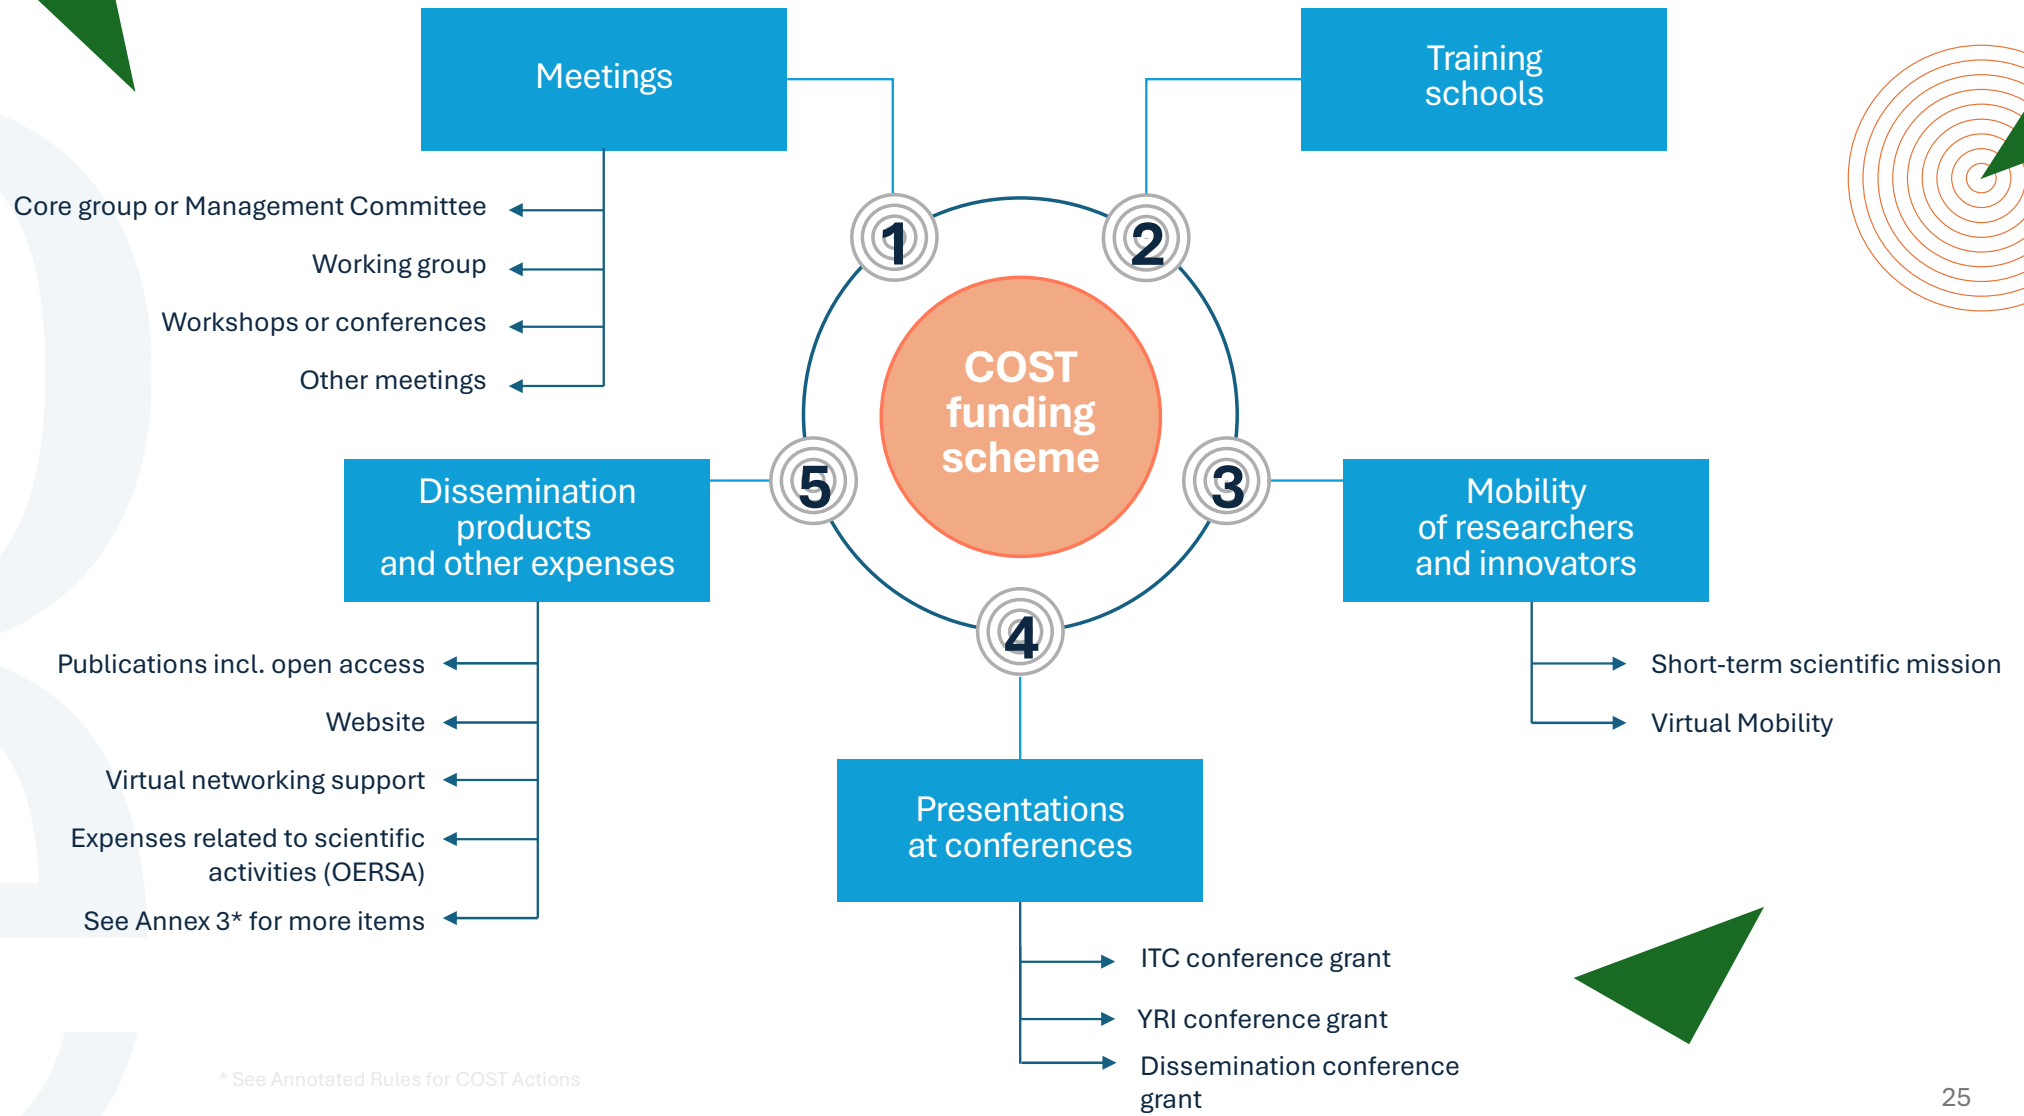 Meetings
Core group or Management Committee
Working group
Workshops or conferences
Other meetings
1
Training
schools
2
COST
funding
scheme
3
Mobility
of researchers
and innovators
Short-term scientific mission
Virtual Mobility
4
Presentations
at conferences
ITC conference grant
YRI conference grant
Dissemination conference
grant
5
Dissemination
products
and other expenses
Publications incl. open access
Website
Virtual networking support
Expenses related to scientific
activities (OERSA)
See Annex 3* for more items
* See Annotated Rules for COST Actions
25